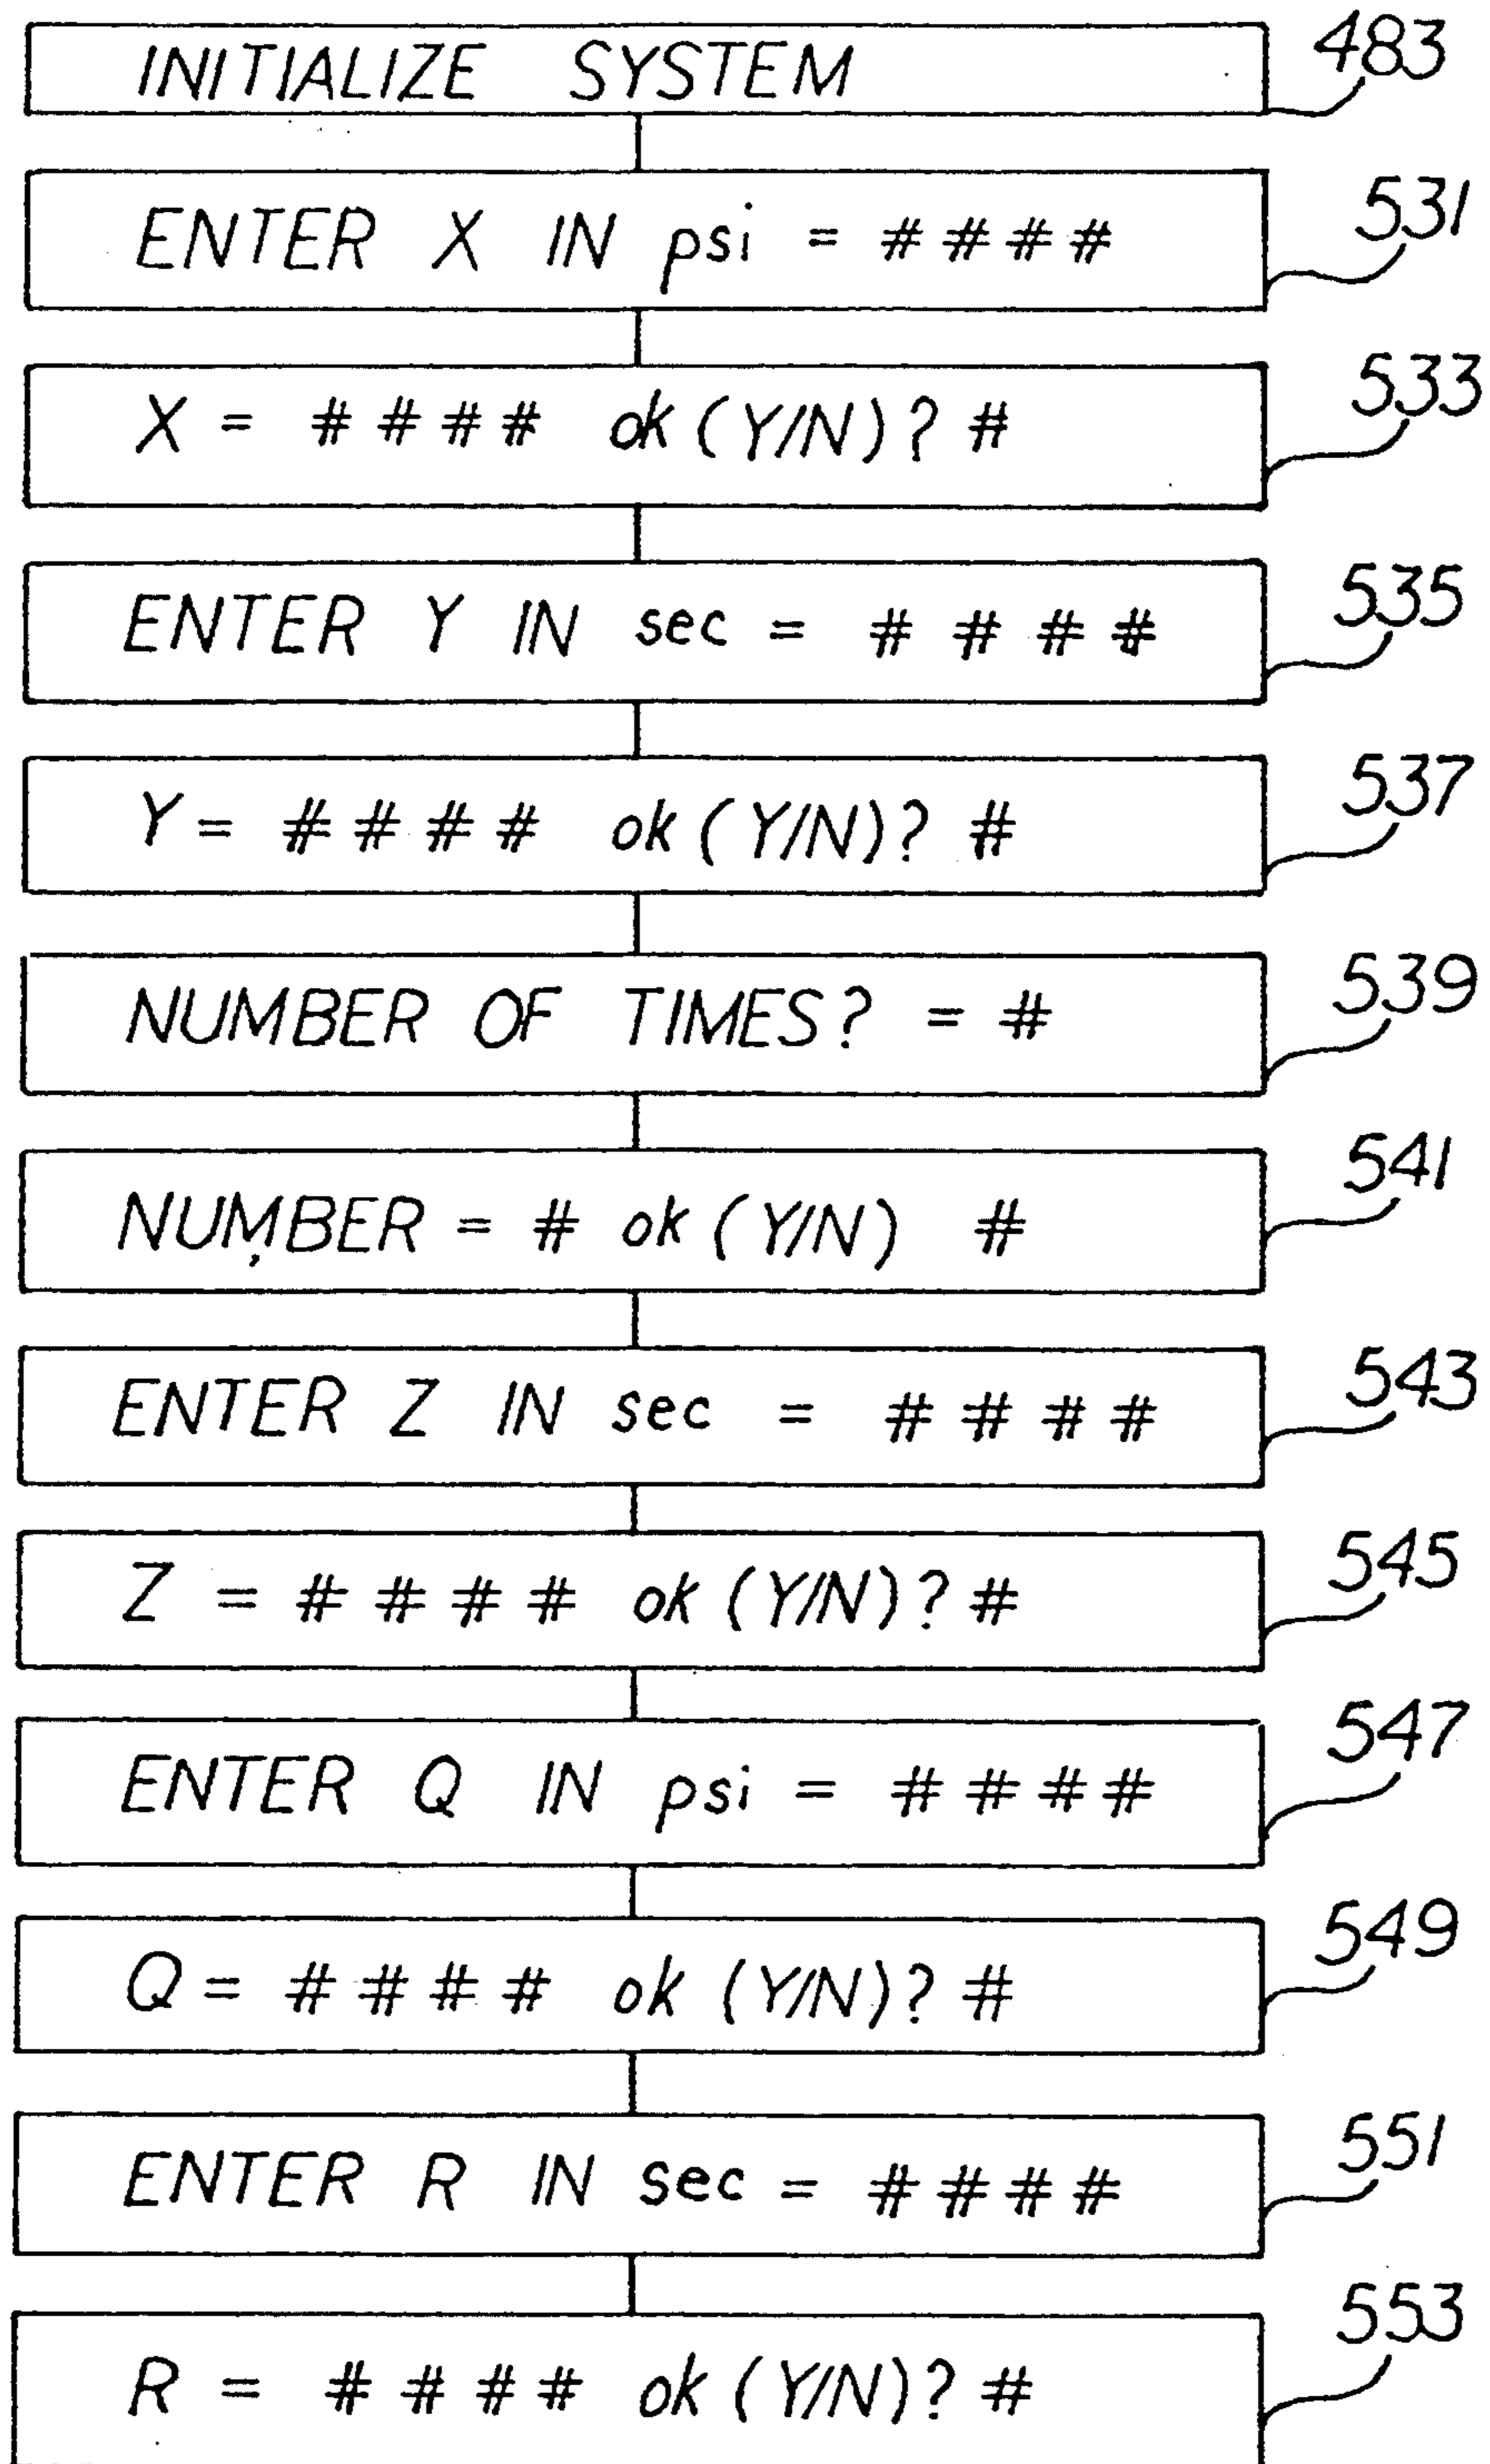 INITIALIZE SYSTEM 483
ENTER X IN psi = # # # # 531
X = # # # # ok (Y/N)? # 533
ENTER Y IN sec = # # # # 535
Y = # # # # ok (Y/N)? # 537
NUMBER OF TIMES? = # 539
NUMBER = # ok (Y/N) # 541
ENTER Z IN sec = # # # # 543
Z = # # # # ok (Y/N)? # 545
ENTER Q IN psi = # # # # 547
Q = # # # # ok (Y/N)? # 549
ENTER R IN sec = # # # # 551
R = # # # # ok (Y/N)? # 553